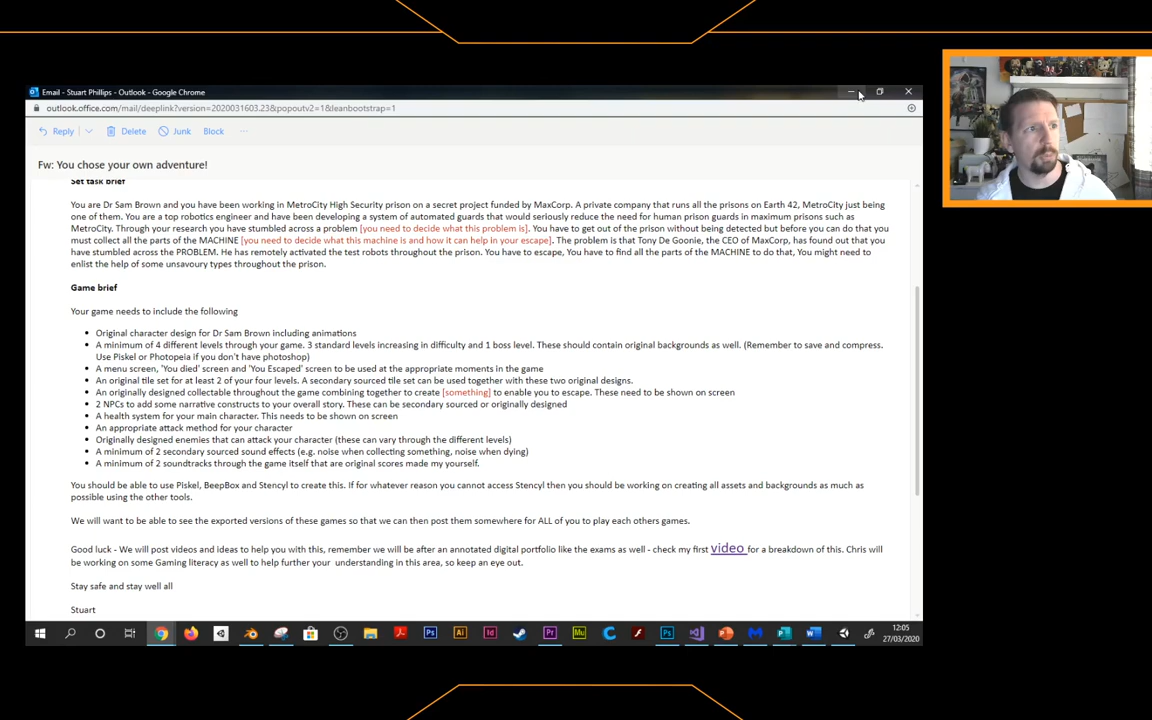 Email - Stuart Phillips - Outlook - Google Chrome
outlook.office.com/mail/deeplink?version=2020031603.23&popoutv2=1&leanbootstrap=1
Reply Delete Junk Block ...
Fw: You chose your own adventure!
Set task brief
You are Dr Sam Brown and you have been working in MetroCity High Security prison on a secret project funded by MaxCorp. A private company that runs all the prisons on Earth 42, MetroCity just being
one of them. You are a top robotics engineer and have been developing a system of automated guards that would seriously reduce the need for human prison guards in maximum prisons such as
MetroCity. Through your research you have stumbled across a problem [you need to decide what this problem is]. You have to get out of the prison without being detected but before you can do that you
must collect all the parts of the MACHINE [you need to decide what this machine is and how it can help in your escape]. The problem is that Tony De Goonie, the CEO of MaxCorp, has found out that you
have stumbled across the PROBLEM. He has remotely activated the test robots throughout the prison. You have to escape, You have to find all the parts of the MACHINE to do that, You might need to
enlist the help of some unsavoury types throughout the prison.
Game brief
Your game needs to include the following
• Original character design for Dr Sam Brown including animations
• A minimum of 4 different levels through your game. 3 standard levels increasing in difficulty and 1 boss level. These should contain original backgrounds as well. (Remember to save and compress.
Use Piskel or Photopeia if you don't have photoshop)
• A menu screen, 'You died' screen and 'You Escaped' screen to be used at the appropriate moments in the game
• An original tile set for at least 2 of your four levels. A secondary sourced tile set can be used together with these two original designs.
• An originally designed collectable throughout the game combining together to create [something] to enable you to escape. These need to be shown on screen
• 2 NPCs to add some narrative constructs to your overall story. These can be secondary sourced or originally designed
• A health system for your main character. This needs to be shown on screen
• An appropriate attack method for your character
• Originally designed enemies that can attack your character (these can vary through the different levels)
• A minimum of 2 secondary sourced sound effects (e.g. noise when collecting something, noise when dying)
• A minimum of 2 soundtracks through the game itself that are original scores made my yourself.
You should be able to use Piskel, BeepBox and Stencyl to create this. If for whatever reason you cannot access Stencyl then you should be working on creating all assets and backgrounds as much as
possible using the other tools.
We will want to be able to see the exported versions of these games so that we can then post them somewhere for ALL of you to play each others games.
Good luck - We will post videos and ideas to help you with this, remember we will be after an annotated digital portfolio like the exams as well - check my first video for a breakdown of this. Chris will
be working on some Gaming literacy as well to help further your understanding in this area, so keep an eye out.
Stay safe and stay well all
Stuart
Ps Ai Id Pr Mu Ps
12:05
27/03/2020